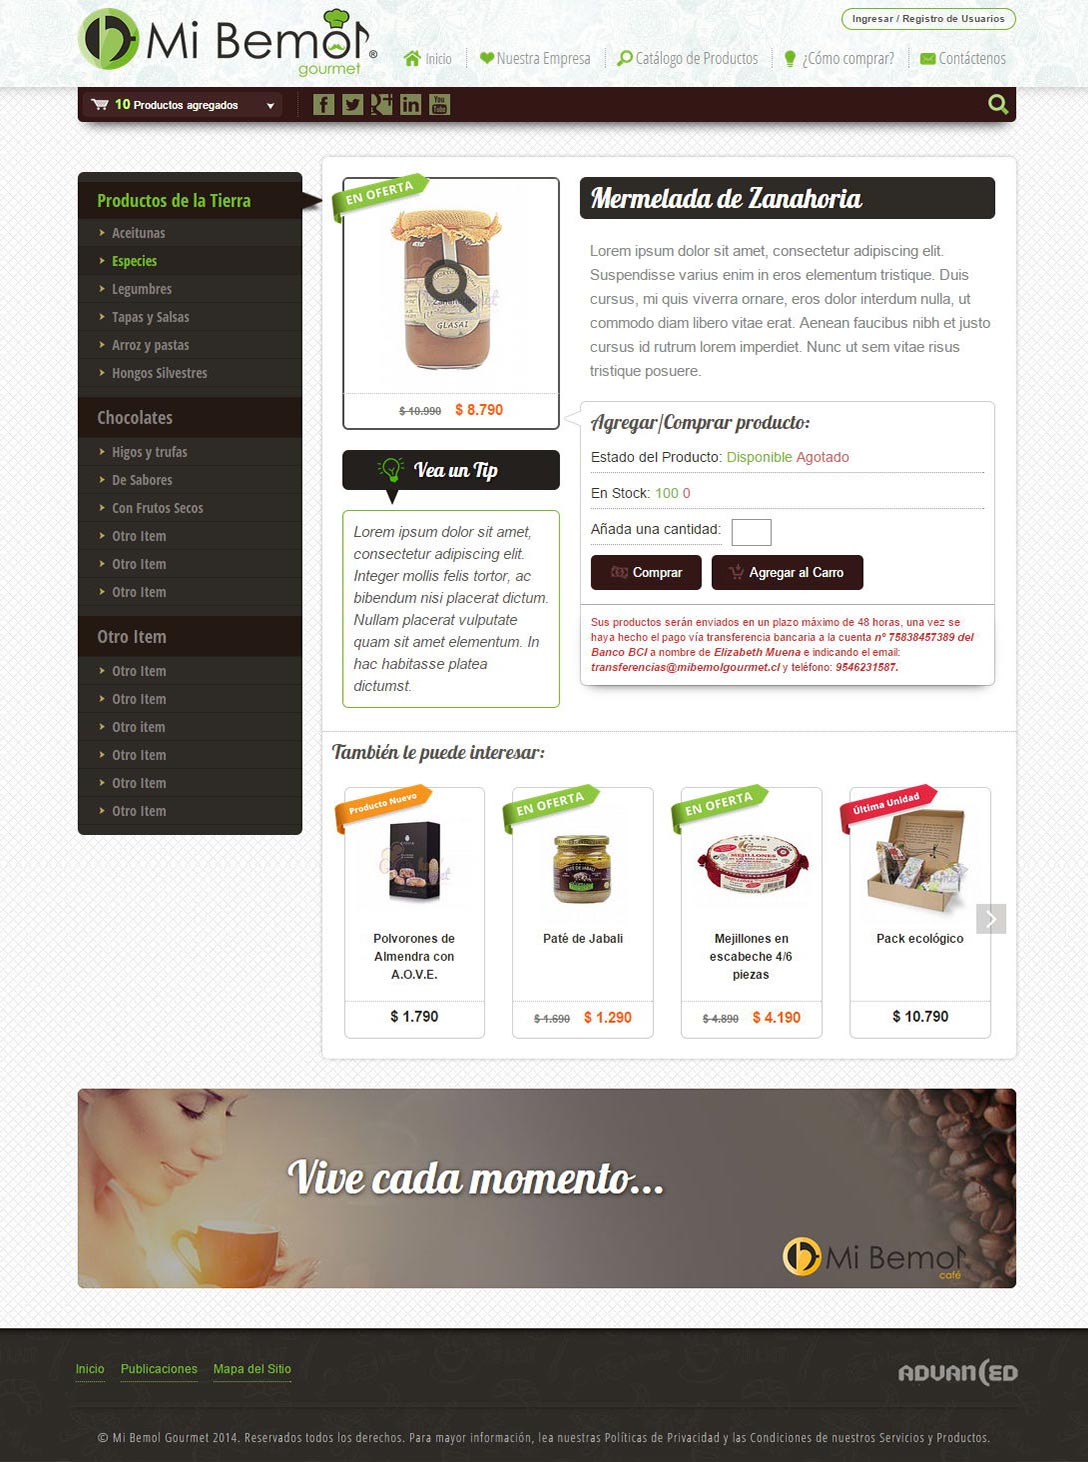 Mi Bemol®
gourmet
Ingresar / Registro de Usuarios
Inicio
Nuestra Empresa
Catálogo de Productos
¿Cómo comprar?
Contáctenos
10 Productos agregados
You
Tube
Productos de la Tierra
Aceitunas
Especies
Legumbres
Tapas y Salsas
Arroz y pastas
Hongos Silvestres
Chocolates
Higos y trufas
De Sabores
Con Frutos Secos
Otro Item
Otro Item
Otro Item
Otro Item
Otro Item
Otro Item
Otro item
Otro Item
Otro Item
Otro Item
EN OFERTA
GLASAI
$ 10.990 $ 8.790
Vea un Tip
Lorem ipsum dolor sit amet,
consectetur adipiscing elit.
Integer mollis felis tortor, ac
bibendum nisi placerat dictum.
Nullam placerat vulputate
quam sit amet elementum. In
hac habitasse platea
dictumst.
Mermelada de Zanahoria
Lorem ipsum dolor sit amet, consectetur adipiscing elit.
Suspendisse varius enim in eros elementum tristique. Duis
cursus, mi quis viverra ornare, eros dolor interdum nulla, ut
commodo diam libero vitae erat. Aenean faucibus nibh et justo
cursus id rutrum lorem imperdiet. Nunc ut sem vitae risus
tristique posuere.
Agregar/Comprar producto:
Estado del Producto: Disponible Agotado
En Stock: 100 0
Añada una cantidad:
Comprar
Agregar al Carro
Sus productos serán enviados en un plazo máximo de 48 horas, una vez se
haya hecho el pago vía transferencia bancaria a la cuenta nº 75838457389 del
Banco BCI a nombre de Elizabeth Muena e indicando el email:
transferencias@mibemolgourmet.cl y teléfono: 9546231587.
También le puede interesar:
Producto Nuevo
Polvorones de
Almendra con
A.O.V.E.
$ 1.790
EN OFERTA
PATÉ DE JABALI
Paté de Jabali
$ 1.690 $ 1.290
EN OFERTA
MEJILLONES
Mejillones en
escabeche 4/6
piezas
$ 4.890 $ 4.190
Última Unidad
Pack ecológico
$ 10.790
Vive cada momento...
Mi Bemol
café
Inicio
Publicaciones
Mapa del Sitio
ADVANCED
© Mi Bemol Gourmet 2014. Reservados todos los derechos. Para mayor información, lea nuestras Políticas de Privacidad y las Condiciones de nuestros Servicios y Productos.